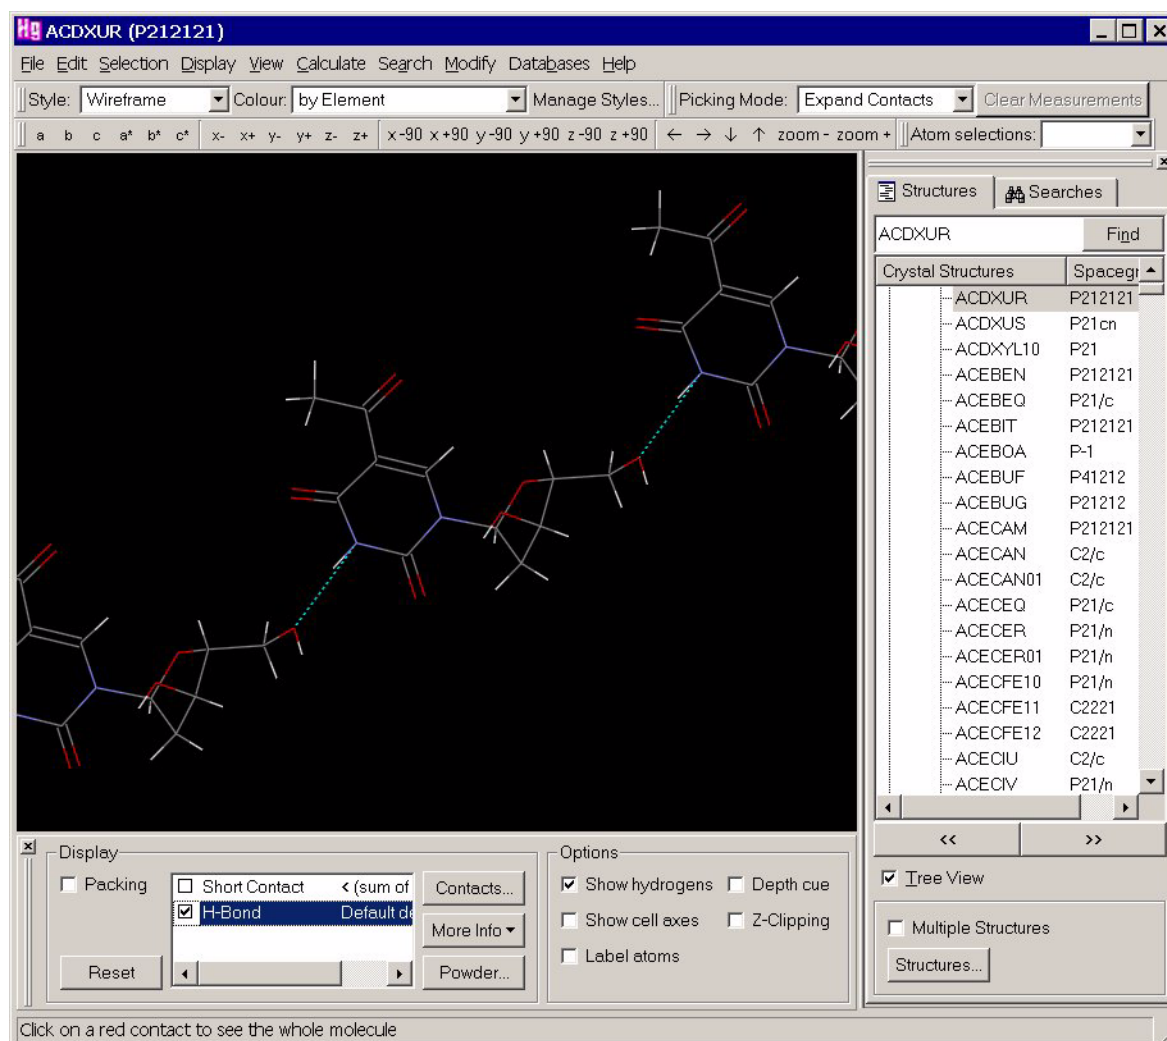 Hg ACDXUR (P212121)
File Edit Selection Display View Calculate Search Modify Databases Help
Style: Wireframe Colour: by Element Manage Styles... Picking Mode: Expand Contacts Clear Measurements
a b c a* b* c* x- x+ y- y+ z- z+ x-90 x+90 y-90 y+90 z-90 z+90 ← → ↓ ↑ zoom- zoom+ Atom selections:
Structures Searches
ACDXUR Find
Crystal Structures Spacegr
ACDXUR P212121
ACDXUS P21cn
ACDXYL10 P21
ACEBEN P212121
ACEBEQ P21/c
ACEBIT P212121
ACEBOA P-1
ACEBUF P41212
ACEBUG P21212
ACECAM P212121
ACECAN C2/c
ACECAN01 C2/c
ACECEQ P21/c
ACECER P21/n
ACECER01 P21/n
ACECFE10 P21/n
ACECFE11 C2221
ACECFE12 C2221
ACECIU C2/c
ACECIV P21/n
<< >>
Tree View
Multiple Structures
Structures...
Display
Packing
Short Contact < (sum of
H-Bond Default de
Contacts...
More Info
Reset
Powder...
Options
Show hydrogens Depth cue
Show cell axes Z-Clipping
Label atoms
Click on a red contact to see the whole molecule